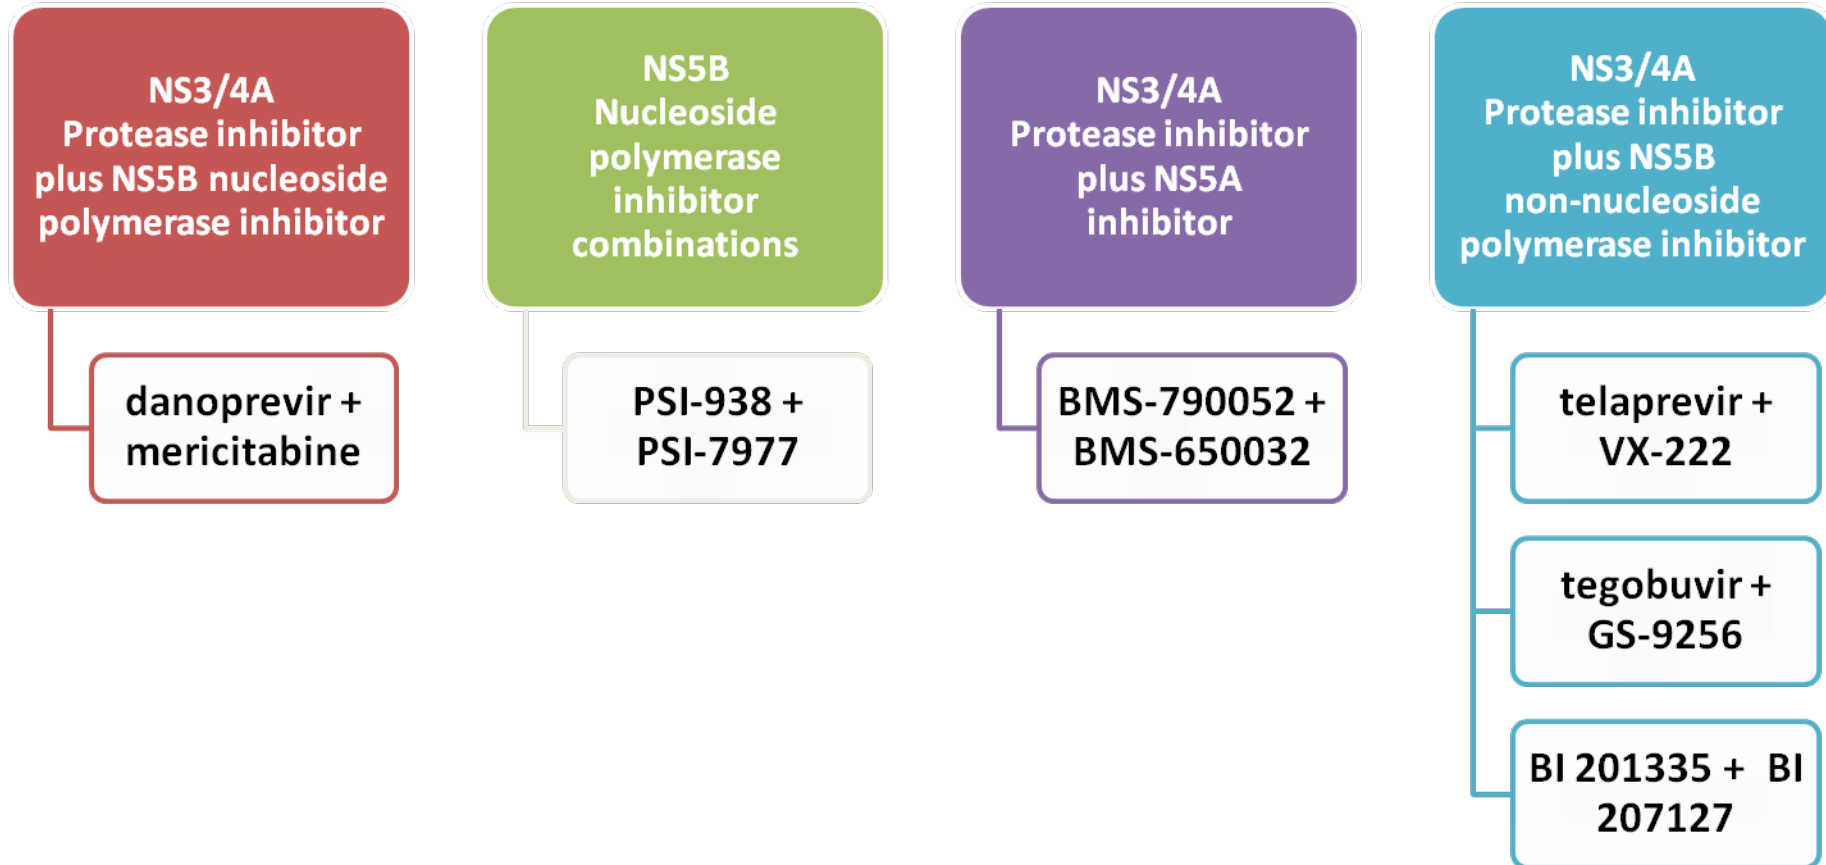 NS3/4A
Protease inhibitor
plus NS5B nucleoside
polymerase inhibitor
danoprevir +
mericitabine
NS5B
Nucleoside
polymerase
inhibitor
combinations
PSI-938 +
PSI-7977
NS3/4A
Protease inhibitor
plus NS5A
inhibitor
BMS-790052 +
BMS-650032
NS3/4A
Protease inhibitor
plus NS5B
non-nucleoside
polymerase inhibitor
telaprevir +
VX-222
tegobuvir +
GS-9256
BI 201335 + BI
207127